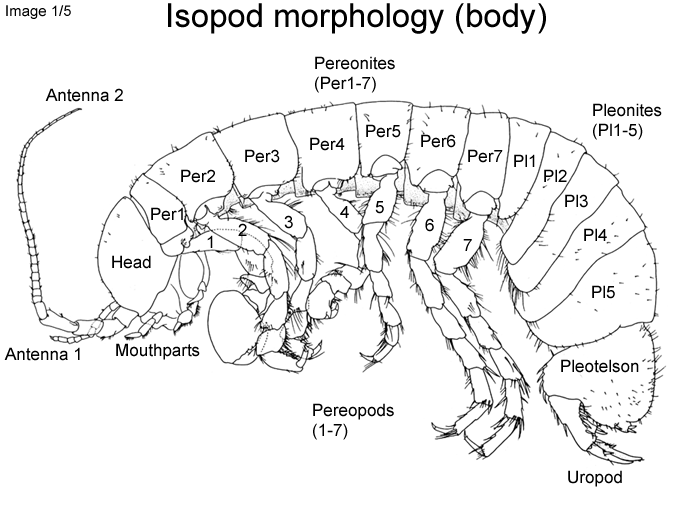 Image 1/5
Isopod morphology (body)
Pereonites
(Per1-7)
Antenna 2
Pleonites
(Pl1-5)
Per1
Per2
Per3
Per4
Per5
Per6
Per7
Pl1
Pl2
Pl3
Pl4
Pl5
Head
1
2
3
4
5
6
7
Antenna 1
Mouthparts
Pleotelson
Pereopods
(1-7)
Uropod